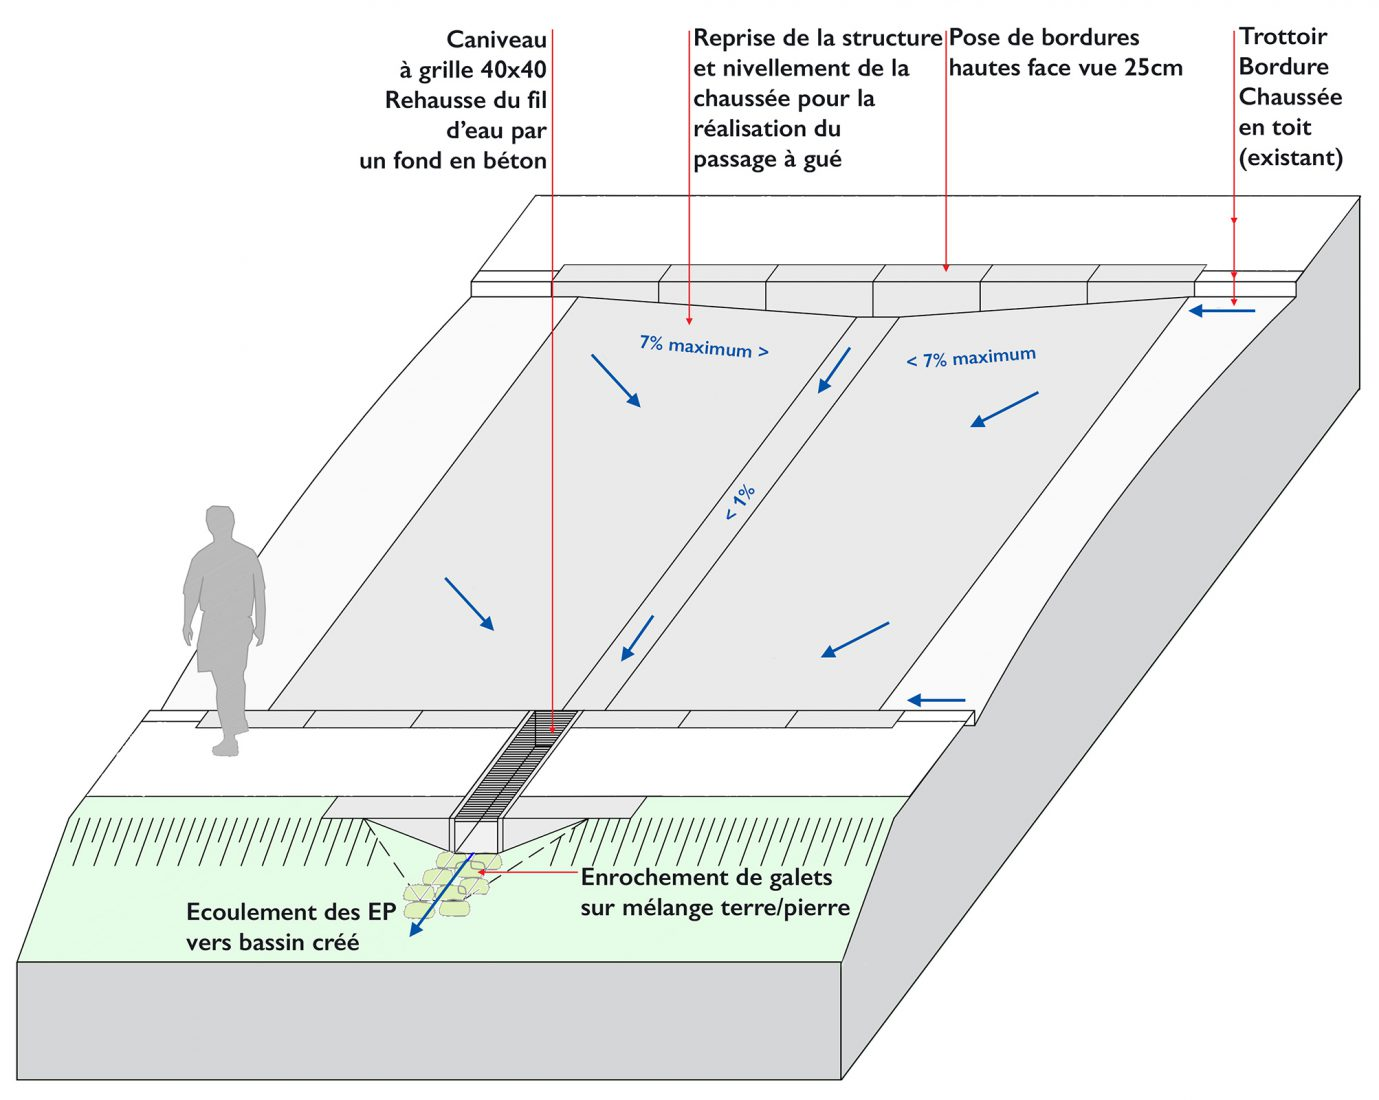 Caniveau
à grille 40x40
Rehausse du fil
d’eau par
un fond en béton
Reprise de la structure
et nivellement de la
chaussée pour la
réalisation du
passage à gué
Pose de bordures
hautes face vue 25cm
Trottoir
Bordure
Chaussée
en toit
(existant)
7% maximum >
< 7% maximum
< 1%
Enrochement de galets
sur mélange terre/pierre
Ecoulement des EP
vers bassin créé